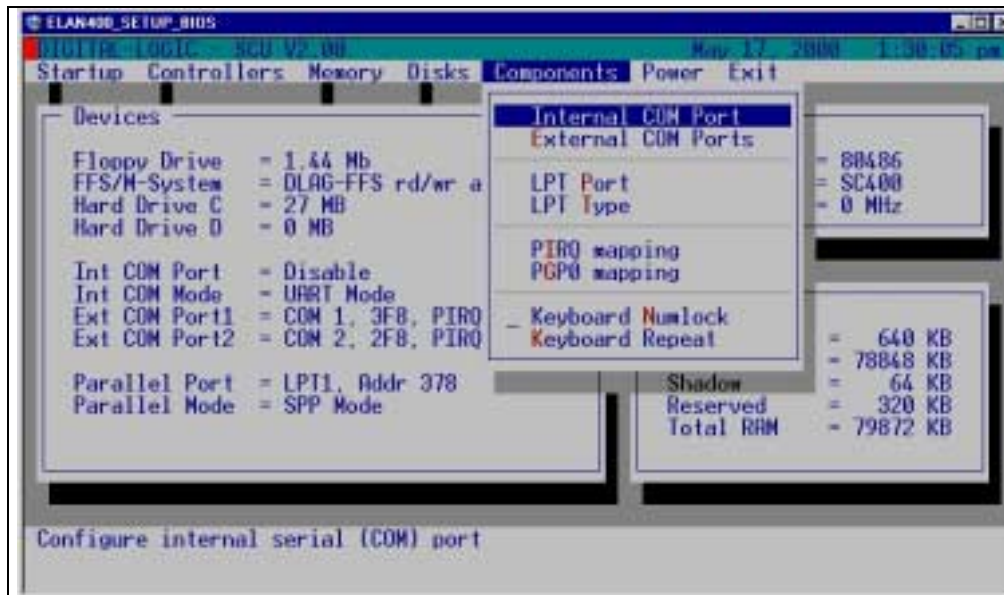 ELAN400_SETUP_BIOS
DIGITAL LOGIC - SCU V2.00 May 17, 2000 1:30:05 pm
Startup Controllers Memory Disks Components Power Exit
Devices
Floppy Drive = 1.44 Mb
FFS/M-System = DLAG-FFS rd/wr a
Hard Drive C = 27 MB
Hard Drive D = 0 MB
Int COM Port = Disable
Int COM Mode = UART Mode
Ext COM Port1 = COM 1, 3F8, PIRQ
Ext COM Port2 = COM 2, 2F8, PIRQ
Parallel Port = LPT1, Addr 378
Parallel Mode = SPP Mode
Internal COM Port
External COM Ports
LPT Port
LPT Type
PIRQ mapping
PGP0 mapping
_ Keyboard Numlock
Keyboard Repeat
= 80486
= SC400
= 0 MHz
= 640 KB
= 78848 KB
Shadow = 64 KB
Reserved = 320 KB
Total RAM = 79872 KB
Configure internal serial (COM) port